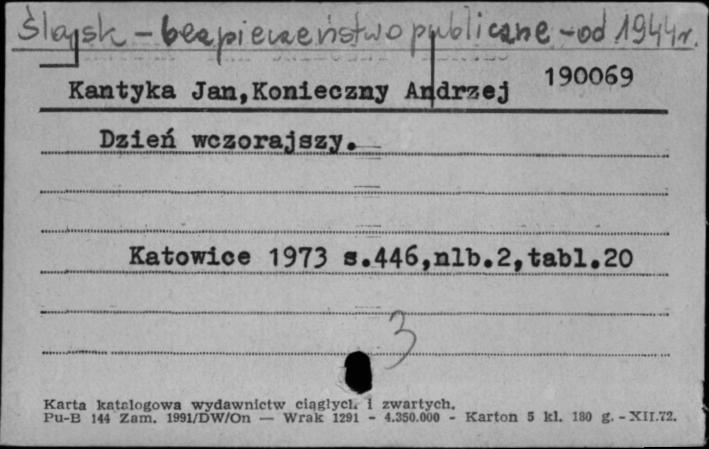 Śląsk - bezpieczeństwo publiczne - od 1944 r.
Kantyka Jan,Konieczny Andrzej 190069
Dzień wczorajszy.
Katowice 1973 s.446,nlb.2,tabl.20
3
Karta katalogowa wydawnictw ciągłych i zwartych.
Pu-B 144 Zam. 1991/DW/On — Wrak 1291 - 4.350.000 - Karton 5 kl. 180 g. - XII.72.